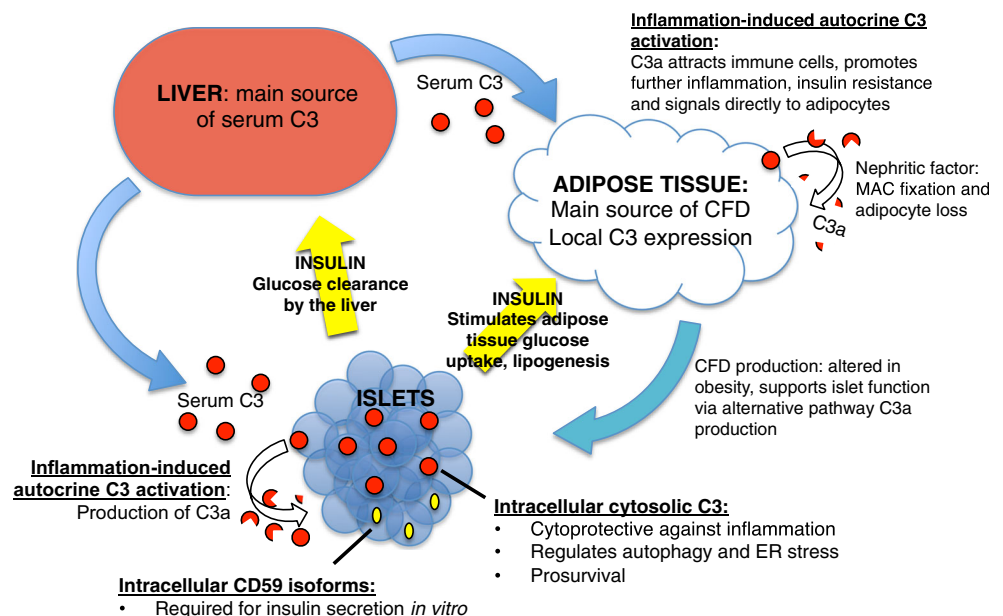 Inflammation-induced autocrine C3
activation:
C3a attracts immune cells, promotes
further inflammation, insulin resistance
and signals directly to adipocytes
LIVER: main source
of serum C3
Serum C3
ADIPOSE TISSUE:
Main source of CFD
Local C3 expression
Nephritic factor:
MAC fixation and
adipocyte loss
C3a
INSULIN
Glucose clearance
by the liver
INSULIN
Stimulates adipose
tissue glucose
uptake, lipogenesis
CFD production: altered in
obesity, supports islet function
via alternative pathway C3a
production
Serum C3
ISLETS
Inflammation-induced
autocrine C3 activation:
Production of C3a
Intracellular cytosolic C3:
• Cytoprotective against inflammation
• Regulates autophagy and ER stress
• Prosurvival
Intracellular CD59 isoforms:
• Required for insulin secretion in vitro